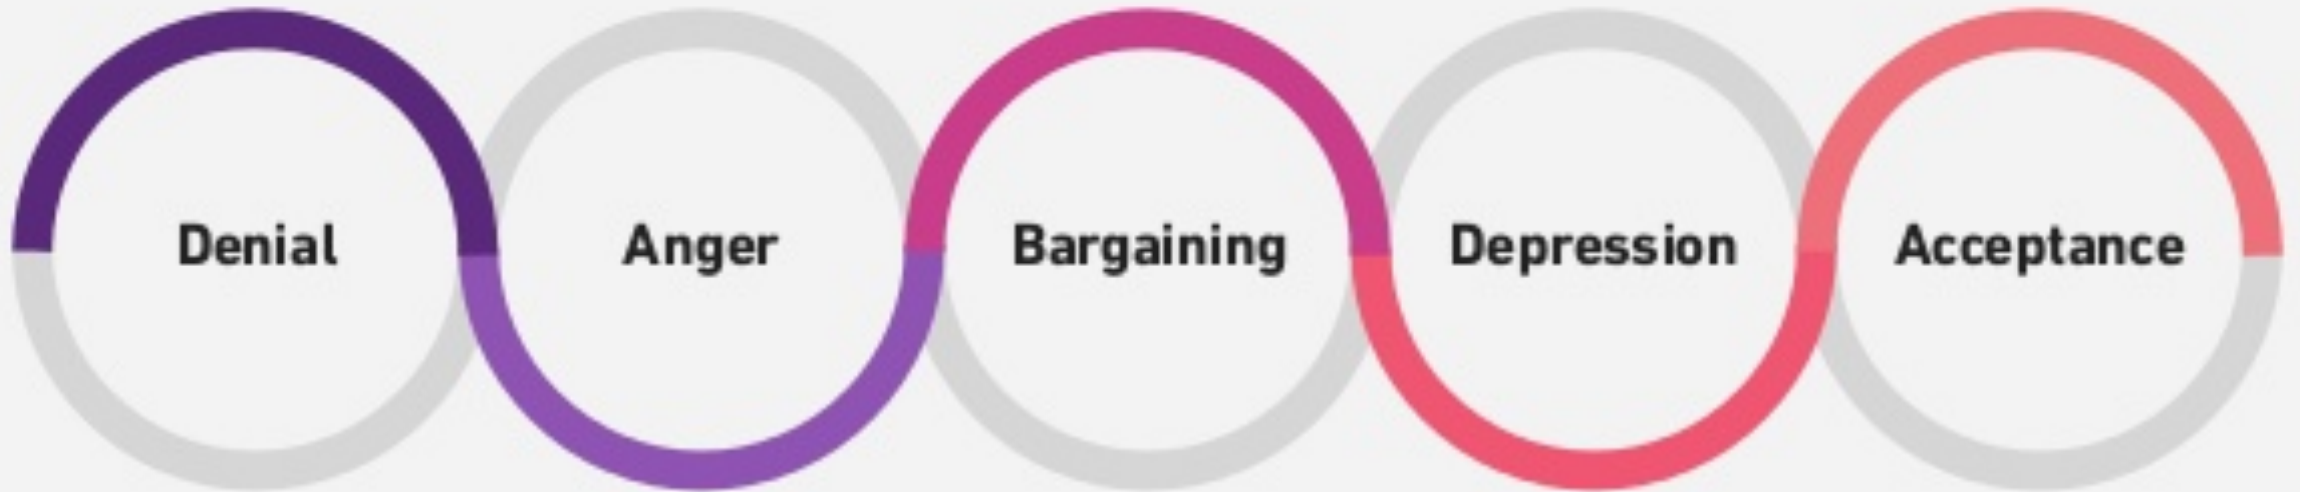 Denial
Anger
Bargaining
Depression
Acceptance